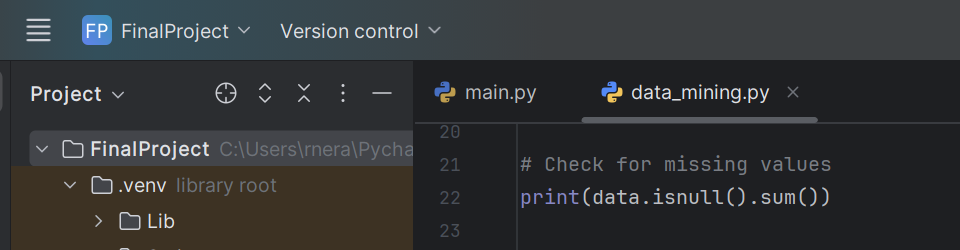 FP FinalProject Version control
Project
main.py data_mining.py
FinalProject C:\Users\rnera\Pycha
.venv library root
Lib
20
21 # Check for missing values
22 print(data.isnull().sum())
23